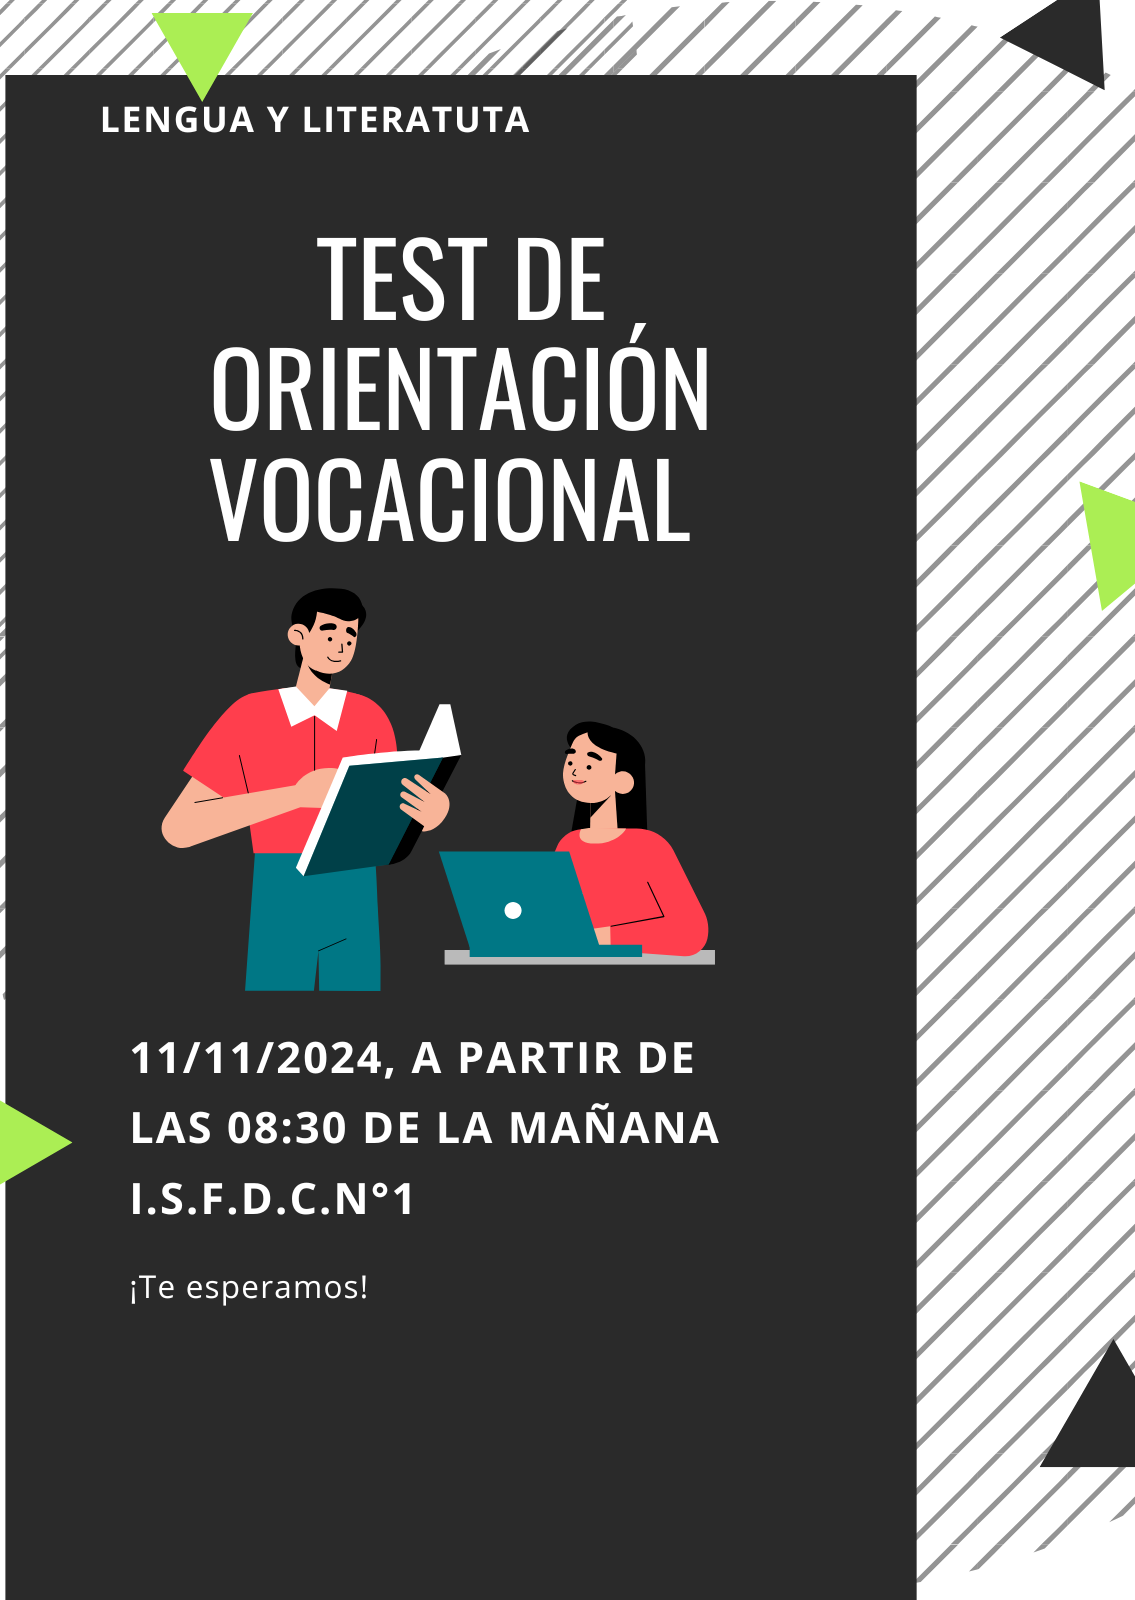 LENGUA Y LITERATUTA
TEST DE
ORIENTACIÓN
VOCACIONAL
11/11/2024, A PARTIR DE
LAS 08:30 DE LA MAÑANA
I.S.F.D.C.N°1
¡Te esperamos!